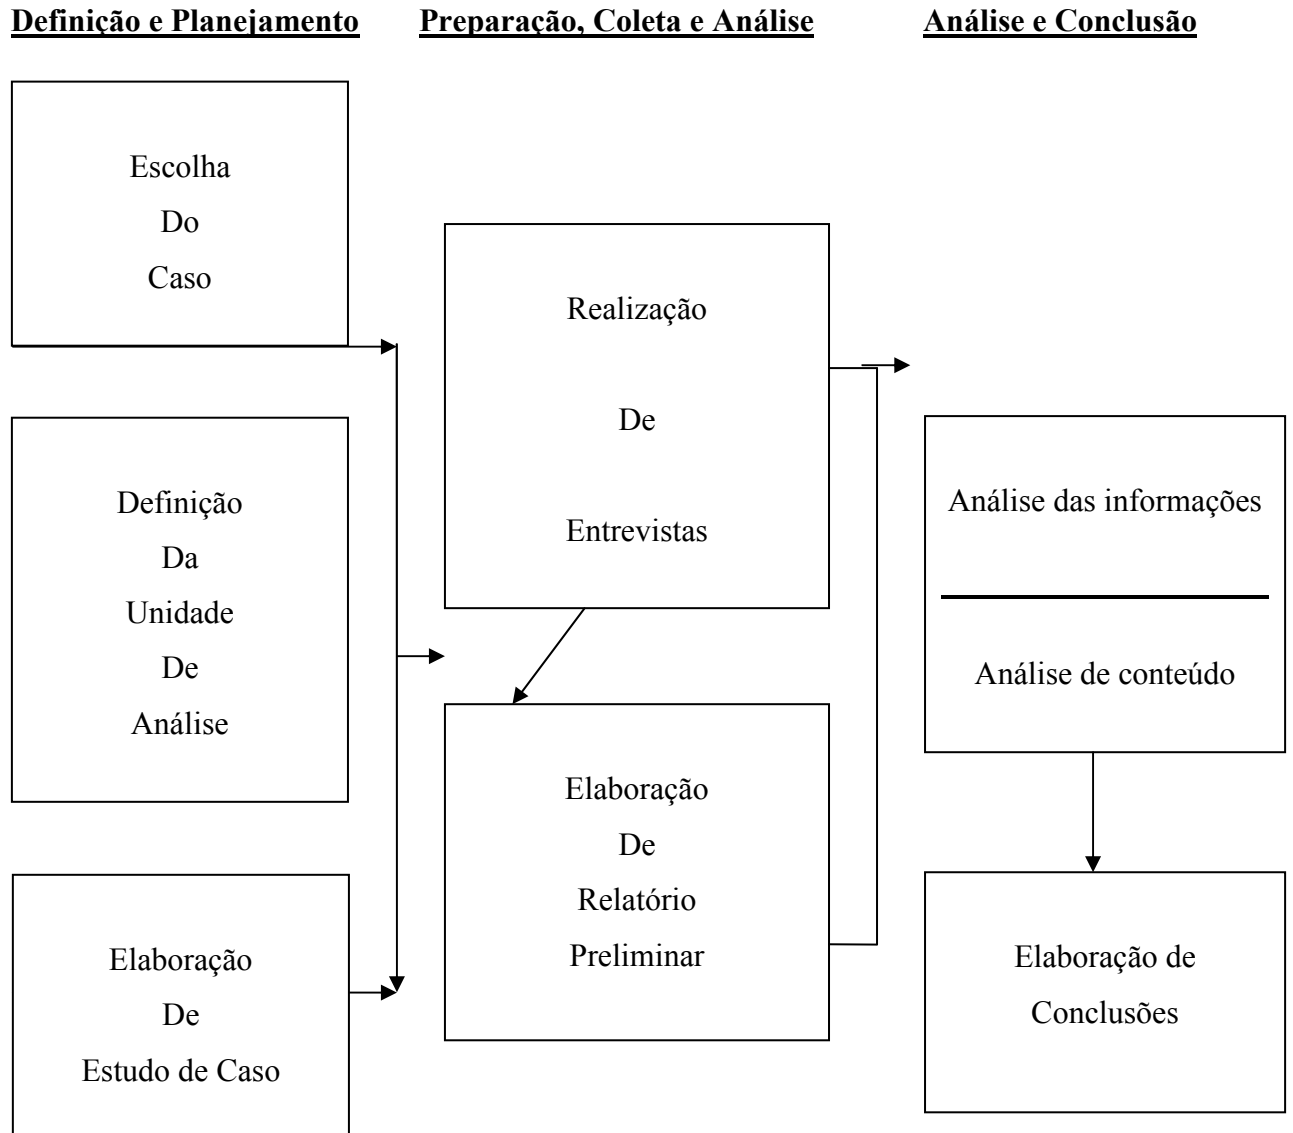 Definição e Planejamento
Preparação, Coleta e Análise
Análise e Conclusão
Escolha
Do
Caso
Definição
Da
Unidade
De
Análise
Elaboração
De
Estudo de Caso
Realização
De
Entrevistas
Elaboração
De
Relatório
Preliminar
Análise das informações
Análise de conteúdo
Elaboração de
Conclusões